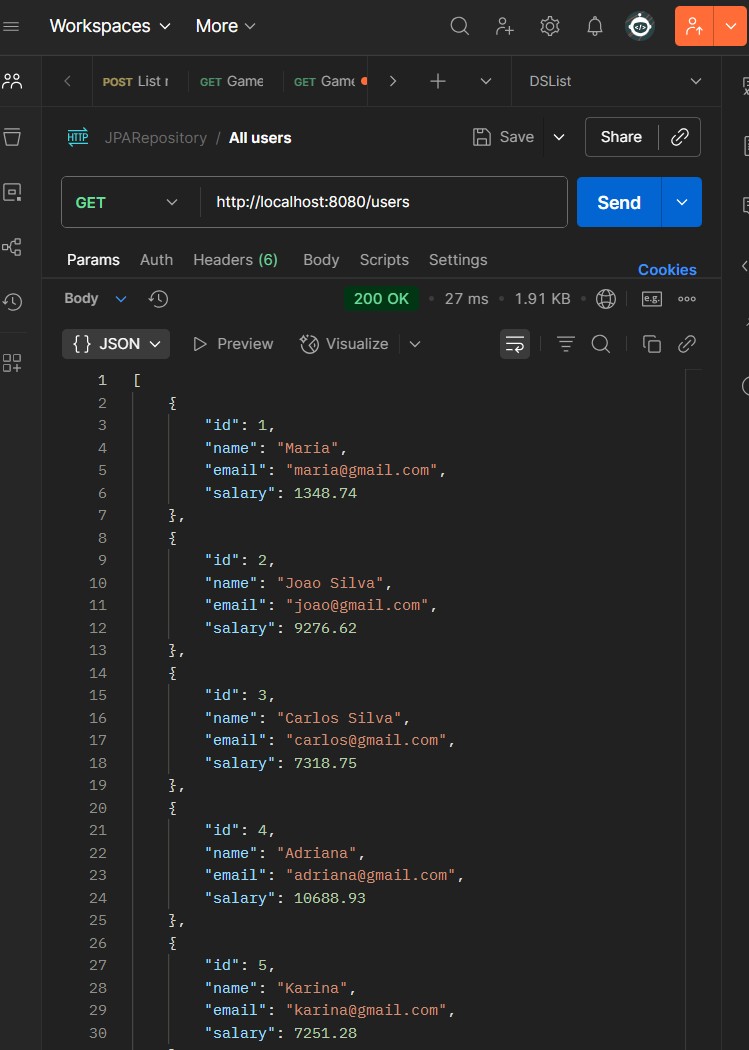 Workspaces More
POST List r GET Game GET Game DSList
HTTP JPARepository / All users Save Share
GET http://localhost:8080/users Send
Params Auth Headers (6) Body Scripts Settings
Cookies
Body 200 OK • 27 ms • 1.91 KB • e.g.
{} JSON Preview Visualize
1 [
2 {
3 "id": 1,
4 "name": "Maria",
5 "email": "maria@gmail.com",
6 "salary": 1348.74
7 },
8 {
9 "id": 2,
10 "name": "Joao Silva",
11 "email": "joao@gmail.com",
12 "salary": 9276.62
13 },
14 {
15 "id": 3,
16 "name": "Carlos Silva",
17 "email": "carlos@gmail.com",
18 "salary": 7318.75
19 },
20 {
21 "id": 4,
22 "name": "Adriana",
23 "email": "adriana@gmail.com",
24 "salary": 10688.93
25 },
26 {
27 "id": 5,
28 "name": "Karina",
29 "email": "karina@gmail.com",
30 "salary": 7251.28